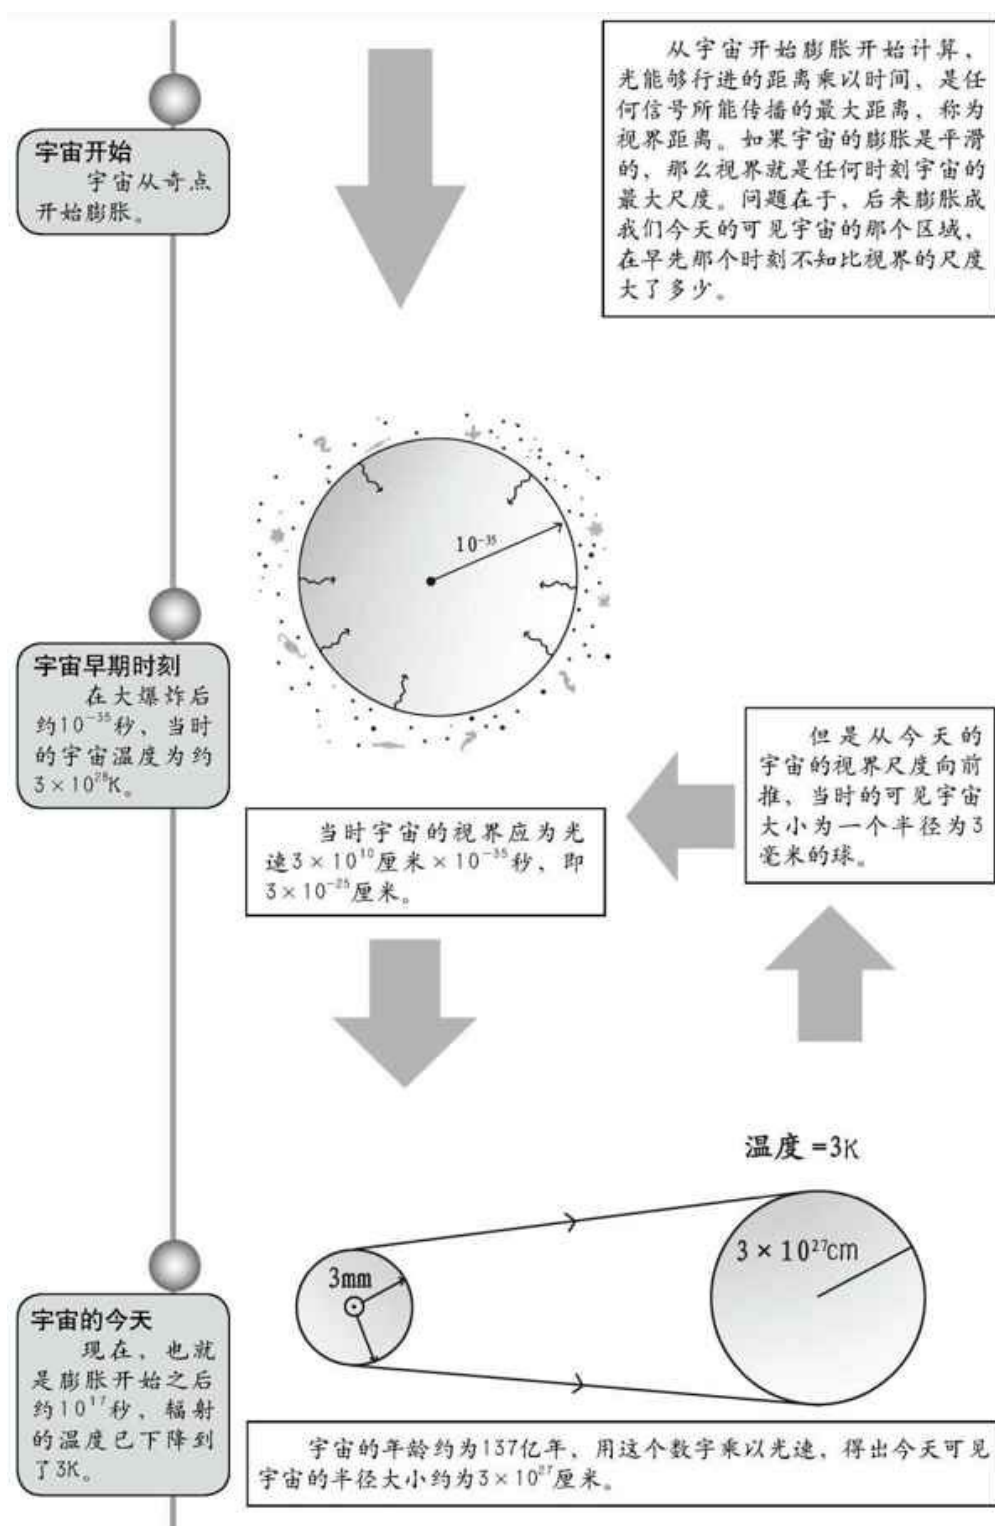 宇宙开始
宇宙从奇点
开始膨胀。
从宇宙开始膨胀开始计算，
光能够行进的距离乘以时间，是任
何信号所能传播的最大距离，称为
视界距离。如果宇宙的膨胀是平滑
的，那么视界就是任何时刻宇宙的
最大尺度。问题在于，后来膨胀成
我们今天的可见宇宙的那个区域，
在早先那个时刻不知比视界的尺度
大了多少。
10⁻³⁵
宇宙早期时刻
在大爆炸后
约10⁻³⁵秒，当时
的宇宙温度为约
3×10²⁸K。
当时宇宙的视界应为光
速3×10¹⁰厘米×10⁻³⁵秒，即
3×10⁻²⁵厘米。
但是从今天的
宇宙的视界尺度向前
推，当时的可见宇宙
大小为一个半径为3
毫米的球。
温度=3K
3mm
3×10²⁷cm
宇宙的今天
现在，也就
是膨胀开始之后
约10¹⁷秒，辐射
的温度已下降到
了3K。
宇宙的年龄约为137亿年，用这个数字乘以光速，得出今天可见
宇宙的半径大小约为3×10²⁷厘米。